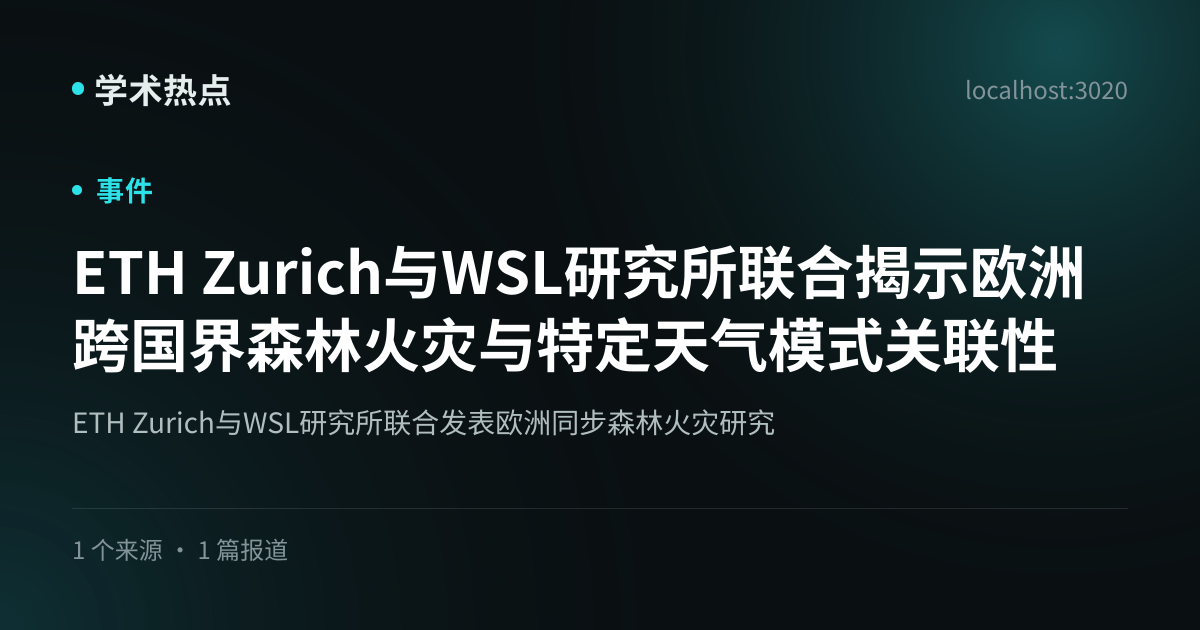 学术热点
localhost:3020
事件
ETH Zurich与WSL研究所联合揭示欧洲
跨国界森林火灾与特定天气模式关联性
ETH Zurich与WSL研究所联合发表欧洲同步森林火灾研究
1 个来源 · 1 篇报道